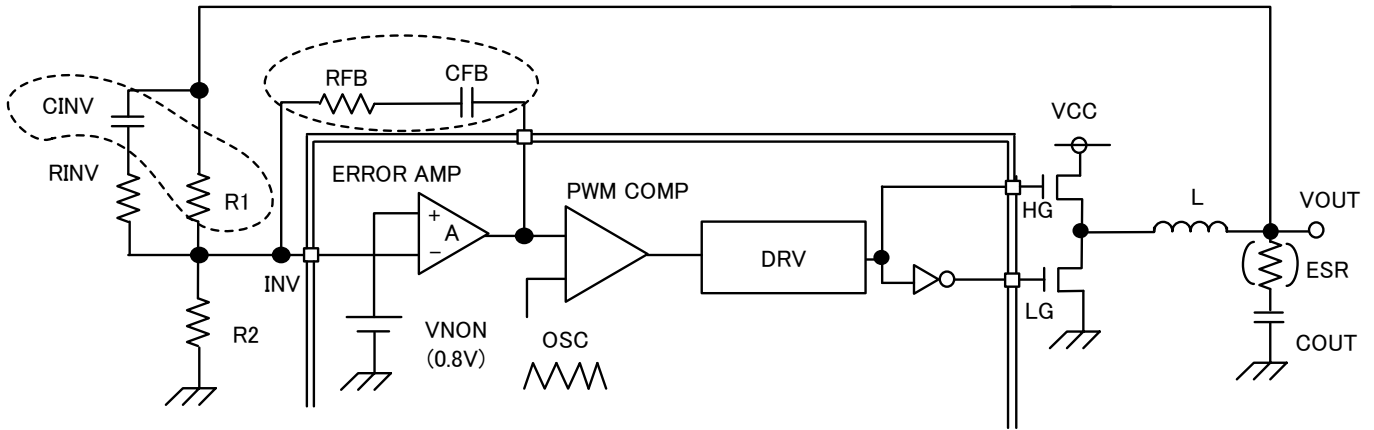 RFB
CFB
CINV
VCC
RINV
ERROR AMP
PWM COMP
R1
HG
L
VOUT
+
A
−
DRV
ESR
INV
LG
R2
VNON
(0.8V)
OSC
COUT